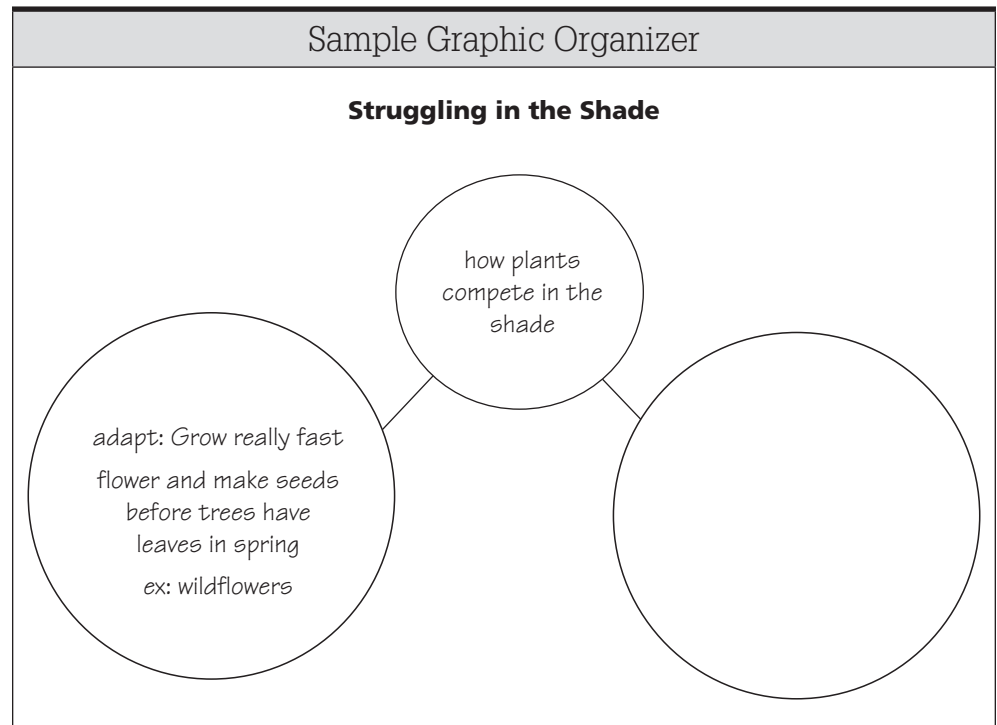 Sample Graphic Organizer
Struggling in the Shade
how plants
compete in the
shade
adapt: Grow really fast
flower and make seeds
before trees have
leaves in spring
ex: wildflowers